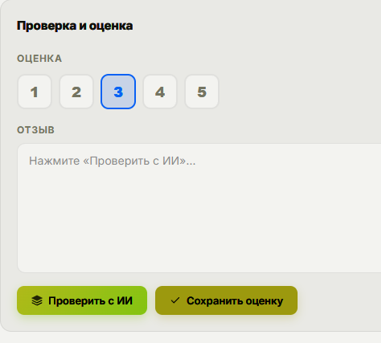 Проверка и оценка
ОЦЕНКА
1 2 3 4 5
ОТЗЫВ
Нажмите «Проверить с ИИ»...
Проверить с ИИ Сохранить оценку